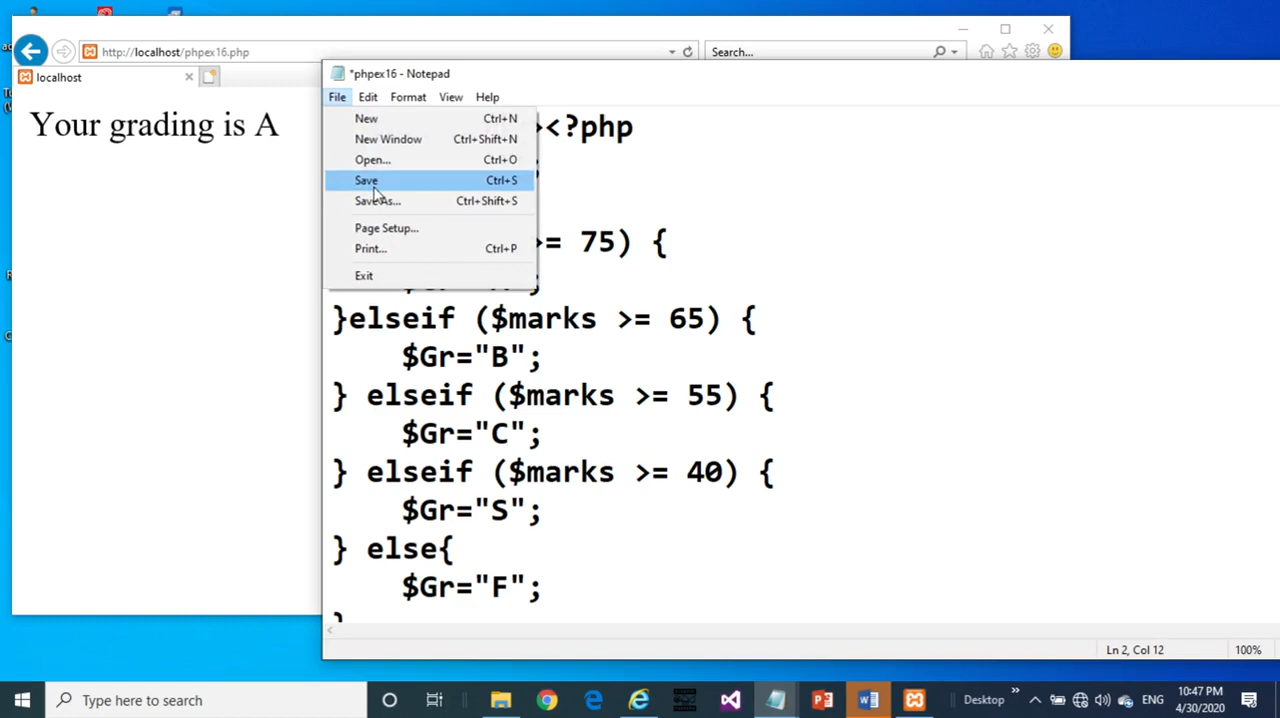 http://localhost/phpex16.php
Search...
localhost
*phpex16 - Notepad
File Edit Format View Help
Your grading is A
New Ctrl+N
New Window Ctrl+Shift+N
Open... Ctrl+O
Save Ctrl+S
Save As... Ctrl+Shift+S
Page Setup...
Print... Ctrl+P
Exit
><?php
;
>= 75) {
}elseif ($marks >= 65) {
$Gr="B";
} elseif ($marks >= 55) {
$Gr="C";
} elseif ($marks >= 40) {
$Gr="S";
} else{
$Gr="F";
}
Ln 2, Col 12
100%
Type here to search
Desktop
ENG
10:47 PM
4/30/2020